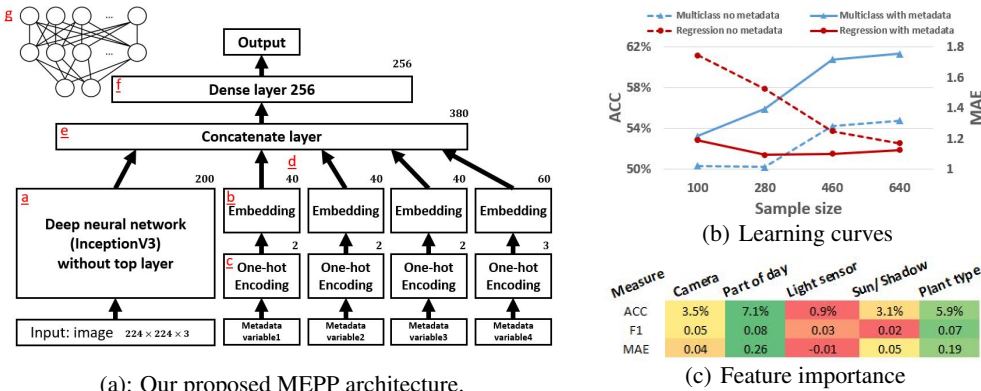 g
...
...
Output
256
f
Dense layer 256
380
e
Concatenate layer
d
200 40 40 40 60
a
Deep neural network
(InceptionV3)
without top layer
b
Embedding Embedding Embedding Embedding
2 2 2 3
c
One-hot Encoding One-hot Encoding One-hot Encoding One-hot Encoding
Input: image 224 × 224 × 3
Metadata variable1 Metadata variable2 Metadata variable3 Metadata variable4
(a): Our proposed MEPP architecture.
Multiclass no metadata Multiclass with metadata
Regression no metadata Regression with metadata
62% 1.8
58% 1.6
1.4
54% 1.2
50% 1
ACC
MAE
100 280 460 640
Sample size
(b) Learning curves
Measure Camera Part of day Light sensor Sun/Shadow Plant type
ACC 3.5% 7.1% 0.9% 3.1% 5.9%
F1 0.05 0.08 0.03 0.02 0.07
MAE 0.04 0.26 -0.01 0.05 0.19
(c) Feature importance